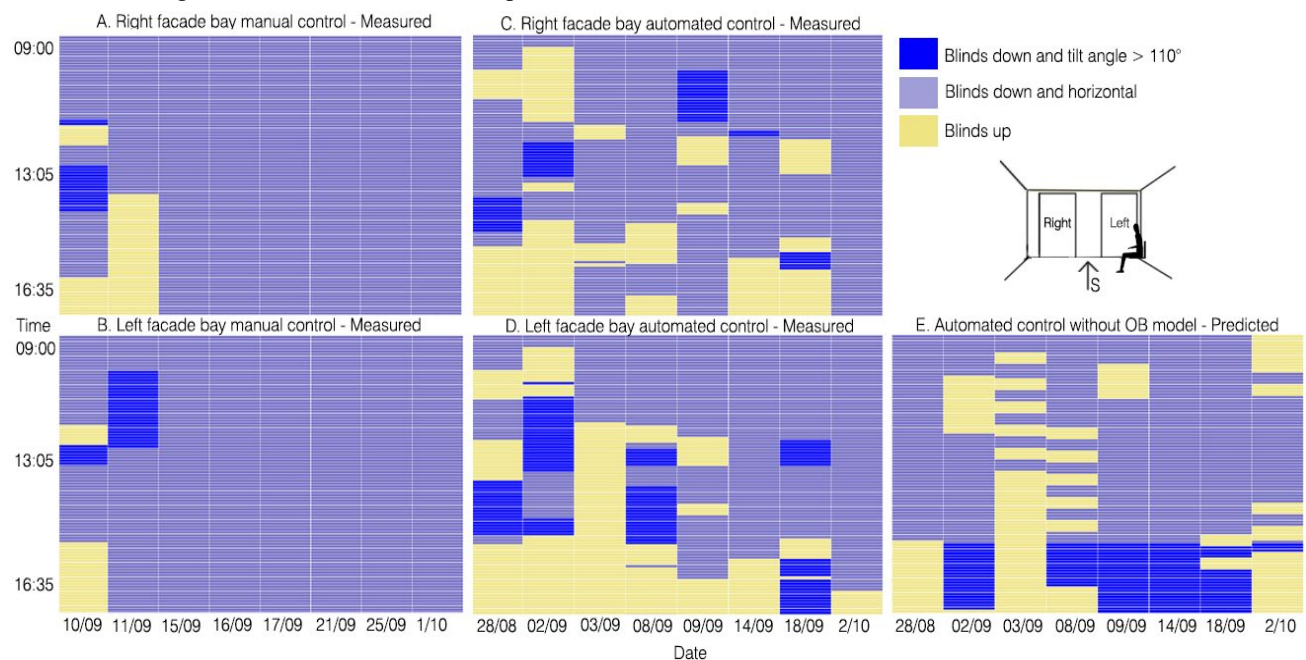 A. Right facade bay manual control - Measured
C. Right facade bay automated control - Measured
09:00
13:05
16:35
Blinds down and tilt angle > 110°
Blinds down and horizontal
Blinds up
Right
Left
S
Time
B. Left facade bay manual control - Measured
D. Left facade bay automated control - Measured
E. Automated control without OB model - Predicted
09:00
13:05
16:35
10/09 11/09 15/09 16/09 17/09 21/09 25/09 1/10
28/08 02/09 03/09 08/09 09/09 14/09 18/09 2/10
28/08 02/09 03/09 08/09 09/09 14/09 18/09 2/10
Date